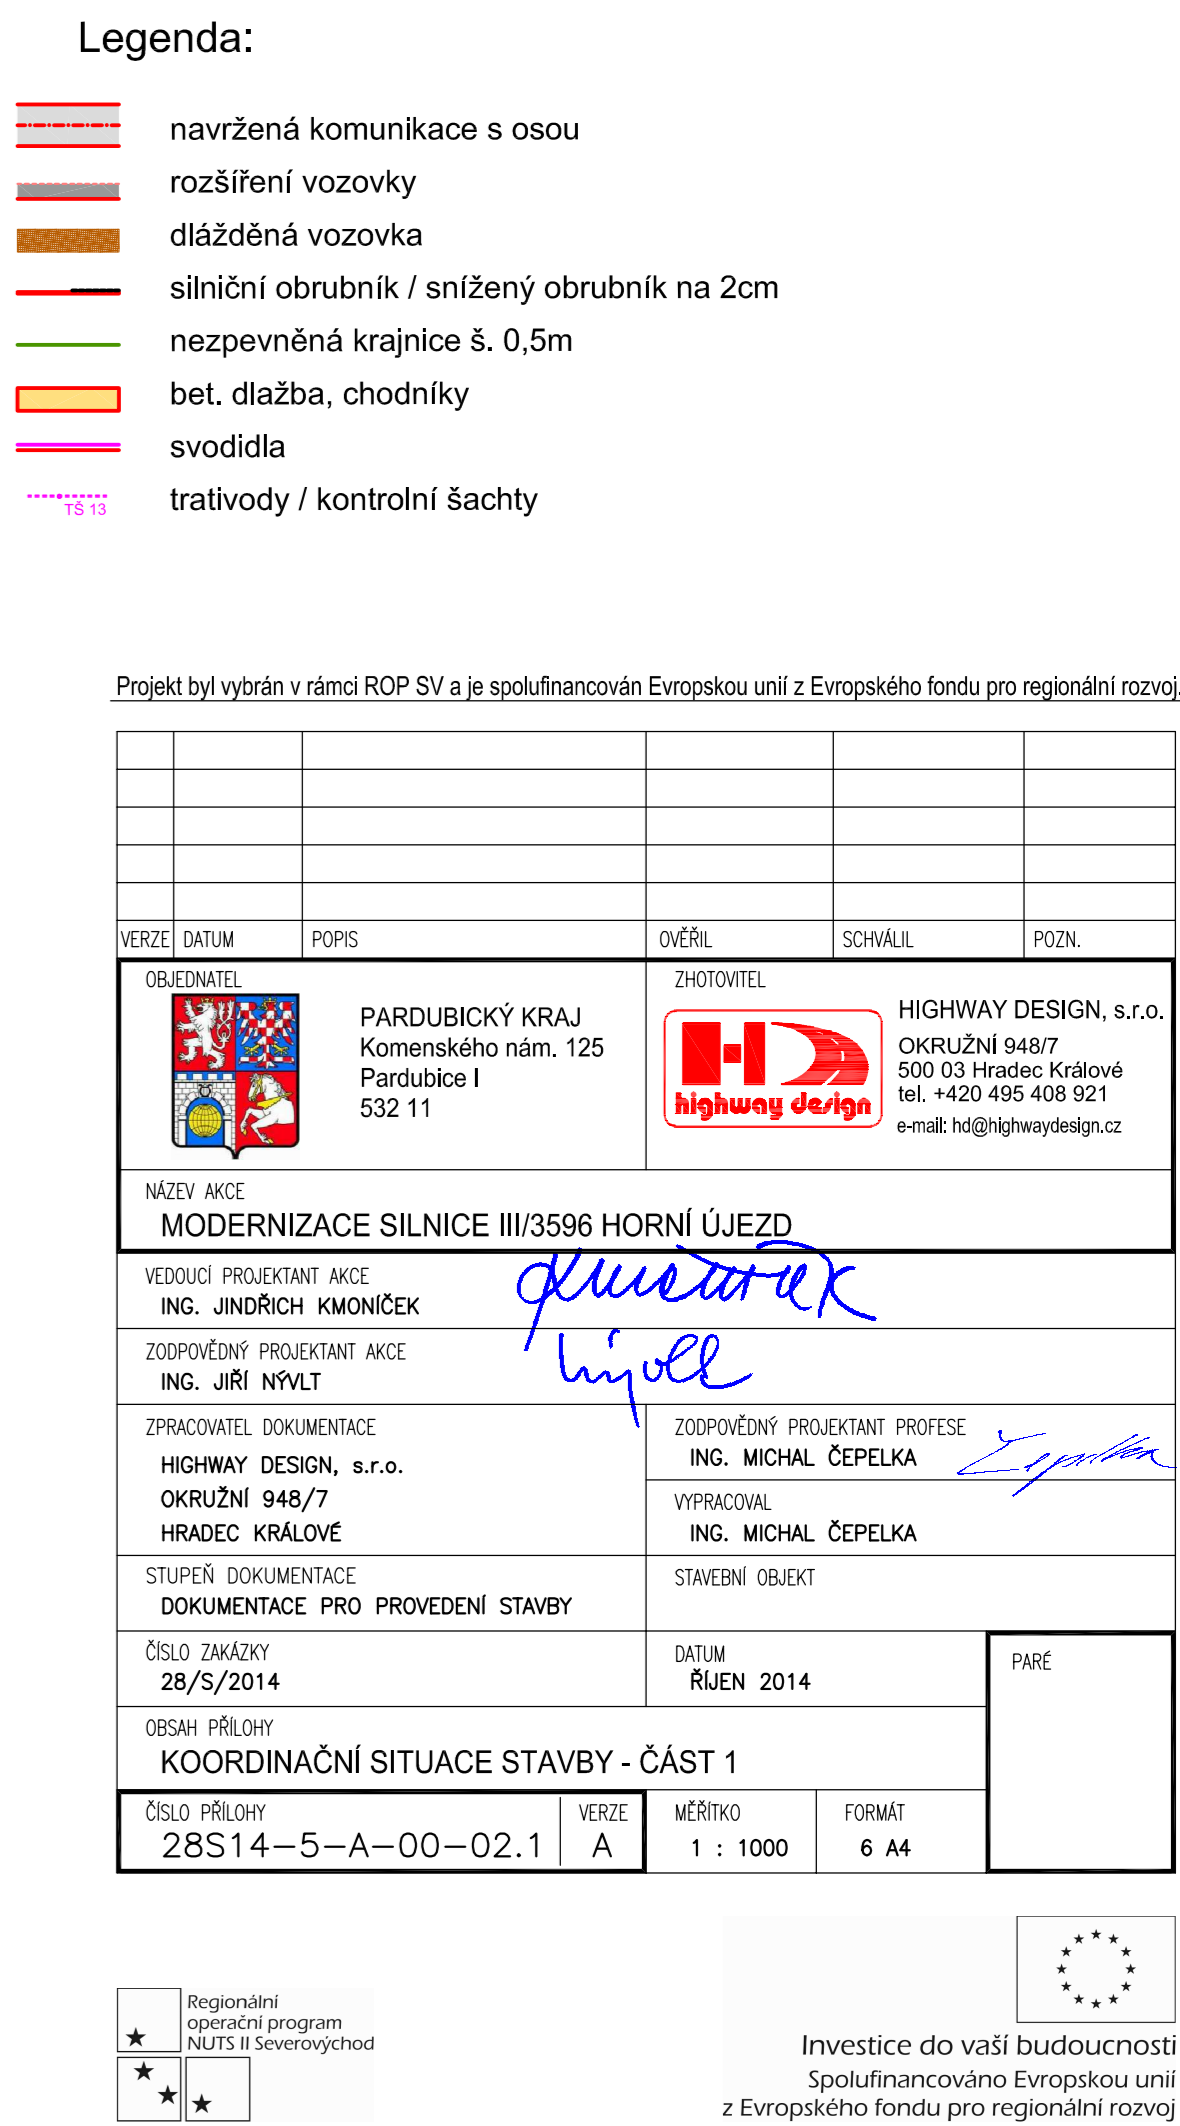 Legenda:
navržená komunikace s osou
rozšíření vozovky
dlážděná vozovka
silniční obrubník / snížený obrubník na 2cm
nezpevněná krajnice š. 0,5m
bet. dlažba, chodníky
svodidla
TŠ 13
trativody / kontrolní šachty
Projekt byl vybrán v rámci ROP SV a je spolufinancován Evropskou unií z Evropského fondu pro regionální rozvoj.
VERZE DATUM POPIS OVĚŘIL SCHVÁLIL POZN.
OBJEDNATEL
PARDUBICKÝ KRAJ
Komenského nám. 125
Pardubice I
532 11
ZHOTOVITEL
highway design
HIGHWAY DESIGN, s.r.o.
OKRUŽNÍ 948/7
500 03 Hradec Králové
tel. +420 495 408 921
e-mail: hd@highwaydesign.cz
NÁZEV AKCE
MODERNIZACE SILNICE III/3596 HORNÍ ÚJEZD
VEDOUCÍ PROJEKTANT AKCE
ING. JINDŘICH KMONÍČEK
ZODPOVĚDNÝ PROJEKTANT AKCE
ING. JIŘÍ NÝVLT
ZPRACOVATEL DOKUMENTACE
HIGHWAY DESIGN, s.r.o.
OKRUŽNÍ 948/7
HRADEC KRÁLOVÉ
ZODPOVĚDNÝ PROJEKTANT PROFESE
ING. MICHAL ČEPELKA
VYPRACOVAL
ING. MICHAL ČEPELKA
STUPEŇ DOKUMENTACE
DOKUMENTACE PRO PROVEDENÍ STAVBY
STAVEBNÍ OBJEKT
ČÍSLO ZAKÁZKY
28/S/2014
DATUM
ŘÍJEN 2014
PARÉ
OBSAH PŘÍLOHY
KOORDINAČNÍ SITUACE STAVBY - ČÁST 1
ČÍSLO PŘÍLOHY
28S14-5-A-00-02.1
VERZE
A
MĚŘÍTKO
1 : 1000
FORMÁT
6 A4
Regionální
operační program
NUTS II Severovýchod
Investice do vaší budoucnosti
Spolufinancováno Evropskou unií
z Evropského fondu pro regionální rozvoj